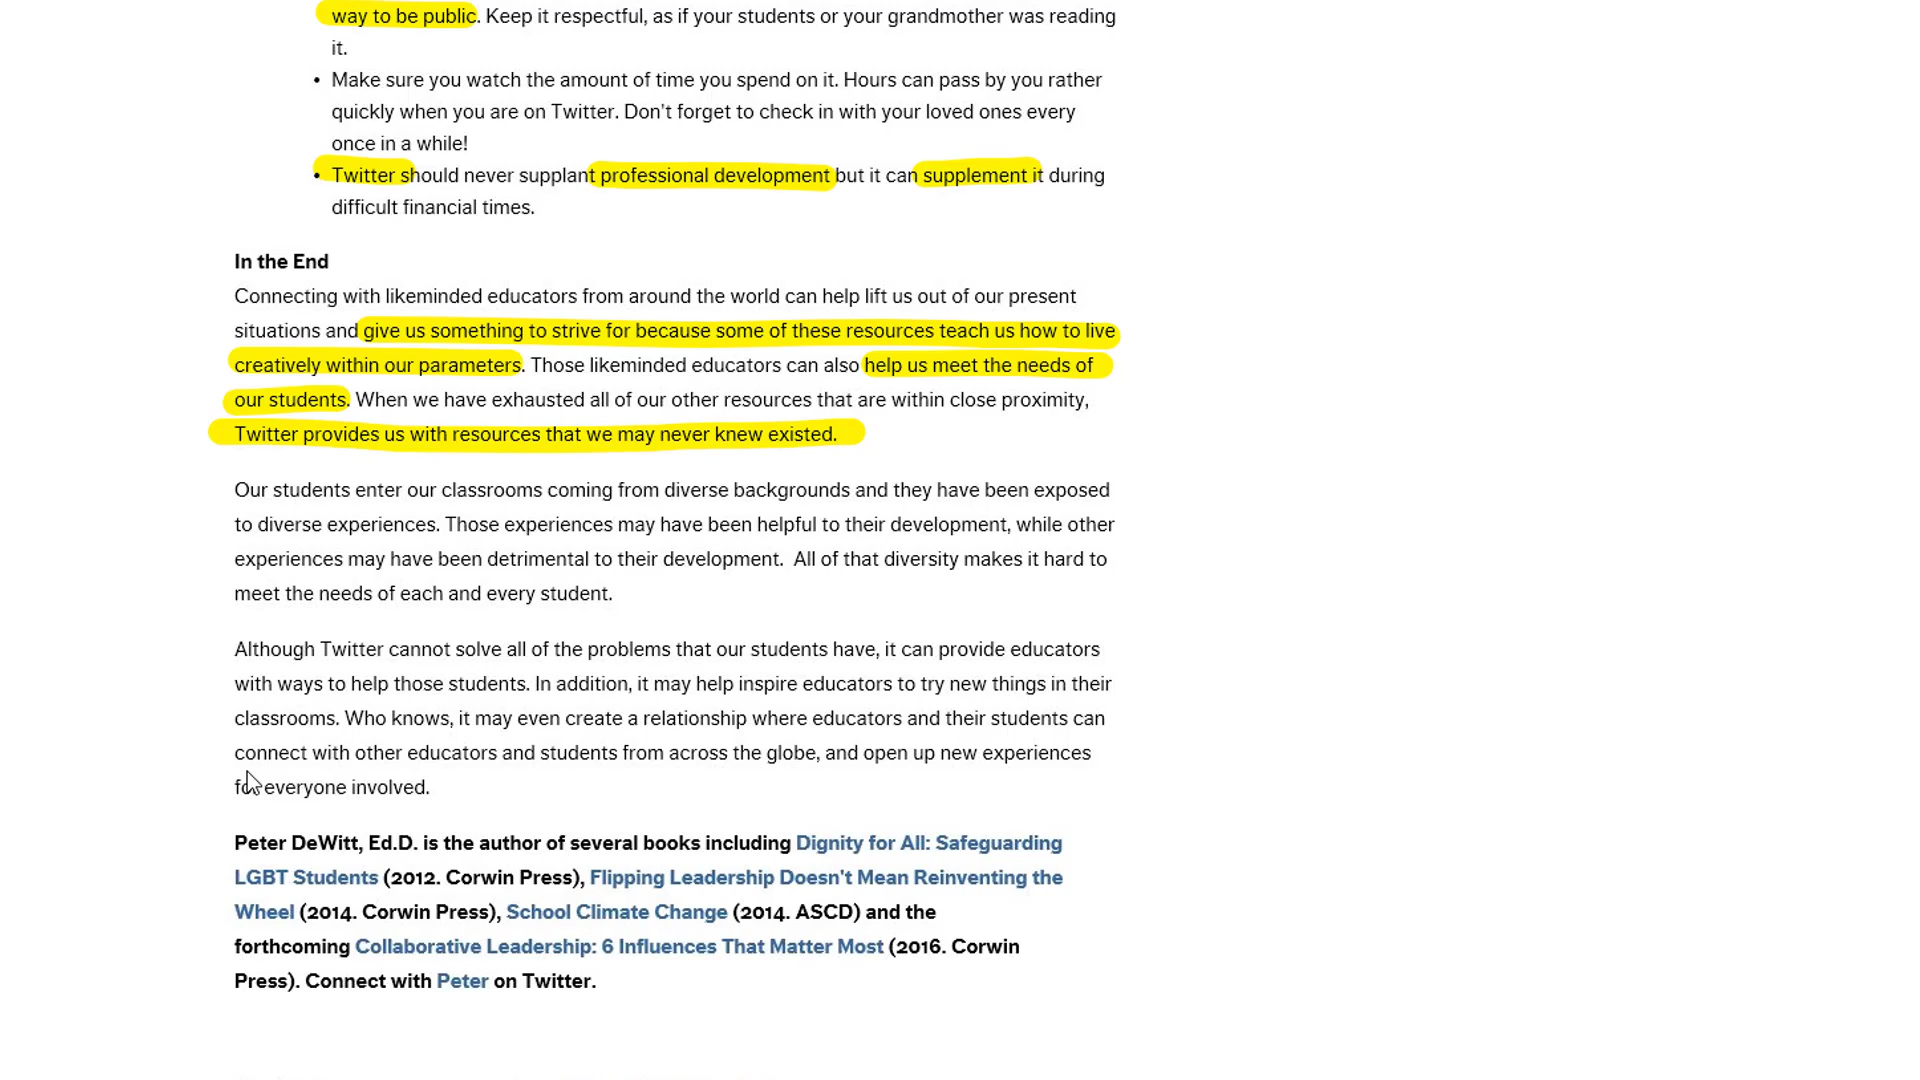 way to be public. Keep it respectful, as if your students or your grandmother was reading
it.
• Make sure you watch the amount of time you spend on it. Hours can pass by you rather
quickly when you are on Twitter. Don't forget to check in with your loved ones every
once in a while!
• Twitter should never supplant professional development but it can supplement it during
difficult financial times.
In the End
Connecting with likeminded educators from around the world can help lift us out of our present
situations and give us something to strive for because some of these resources teach us how to live
creatively within our parameters. Those likeminded educators can also help us meet the needs of
our students. When we have exhausted all of our other resources that are within close proximity,
Twitter provides us with resources that we may never knew existed.
Our students enter our classrooms coming from diverse backgrounds and they have been exposed
to diverse experiences. Those experiences may have been helpful to their development, while other
experiences may have been detrimental to their development.  All of that diversity makes it hard to
meet the needs of each and every student.
Although Twitter cannot solve all of the problems that our students have, it can provide educators
with ways to help those students. In addition, it may help inspire educators to try new things in their
classrooms. Who knows, it may even create a relationship where educators and their students can
connect with other educators and students from across the globe, and open up new experiences
for everyone involved.
Peter DeWitt, Ed.D. is the author of several books including Dignity for All: Safeguarding
LGBT Students (2012. Corwin Press), Flipping Leadership Doesn't Mean Reinventing the
Wheel (2014. Corwin Press), School Climate Change (2014. ASCD) and the
forthcoming Collaborative Leadership: 6 Influences That Matter Most (2016. Corwin
Press). Connect with Peter on Twitter.